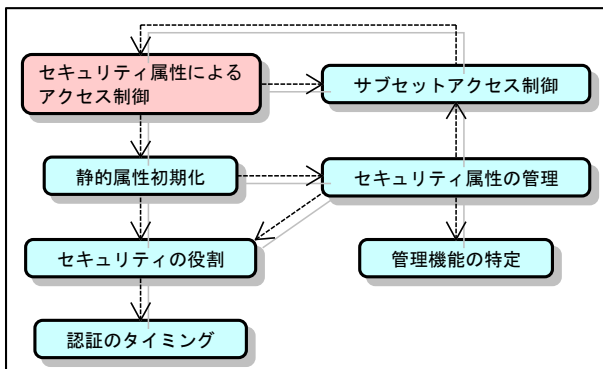 セキュリティ属性による
アクセス制御
サブセットアクセス制御
静的属性初期化
セキュリティ属性の管理
セキュリティの役割
管理機能の特定
認証のタイミング